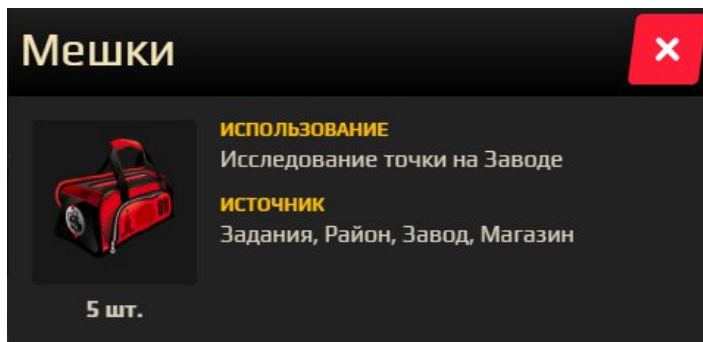 Мешки
ИСПОЛЬЗОВАНИЕ
Исследование точки на Заводе
ИСТОЧНИК
Задания, Район, Завод, Магазин
5 шт.